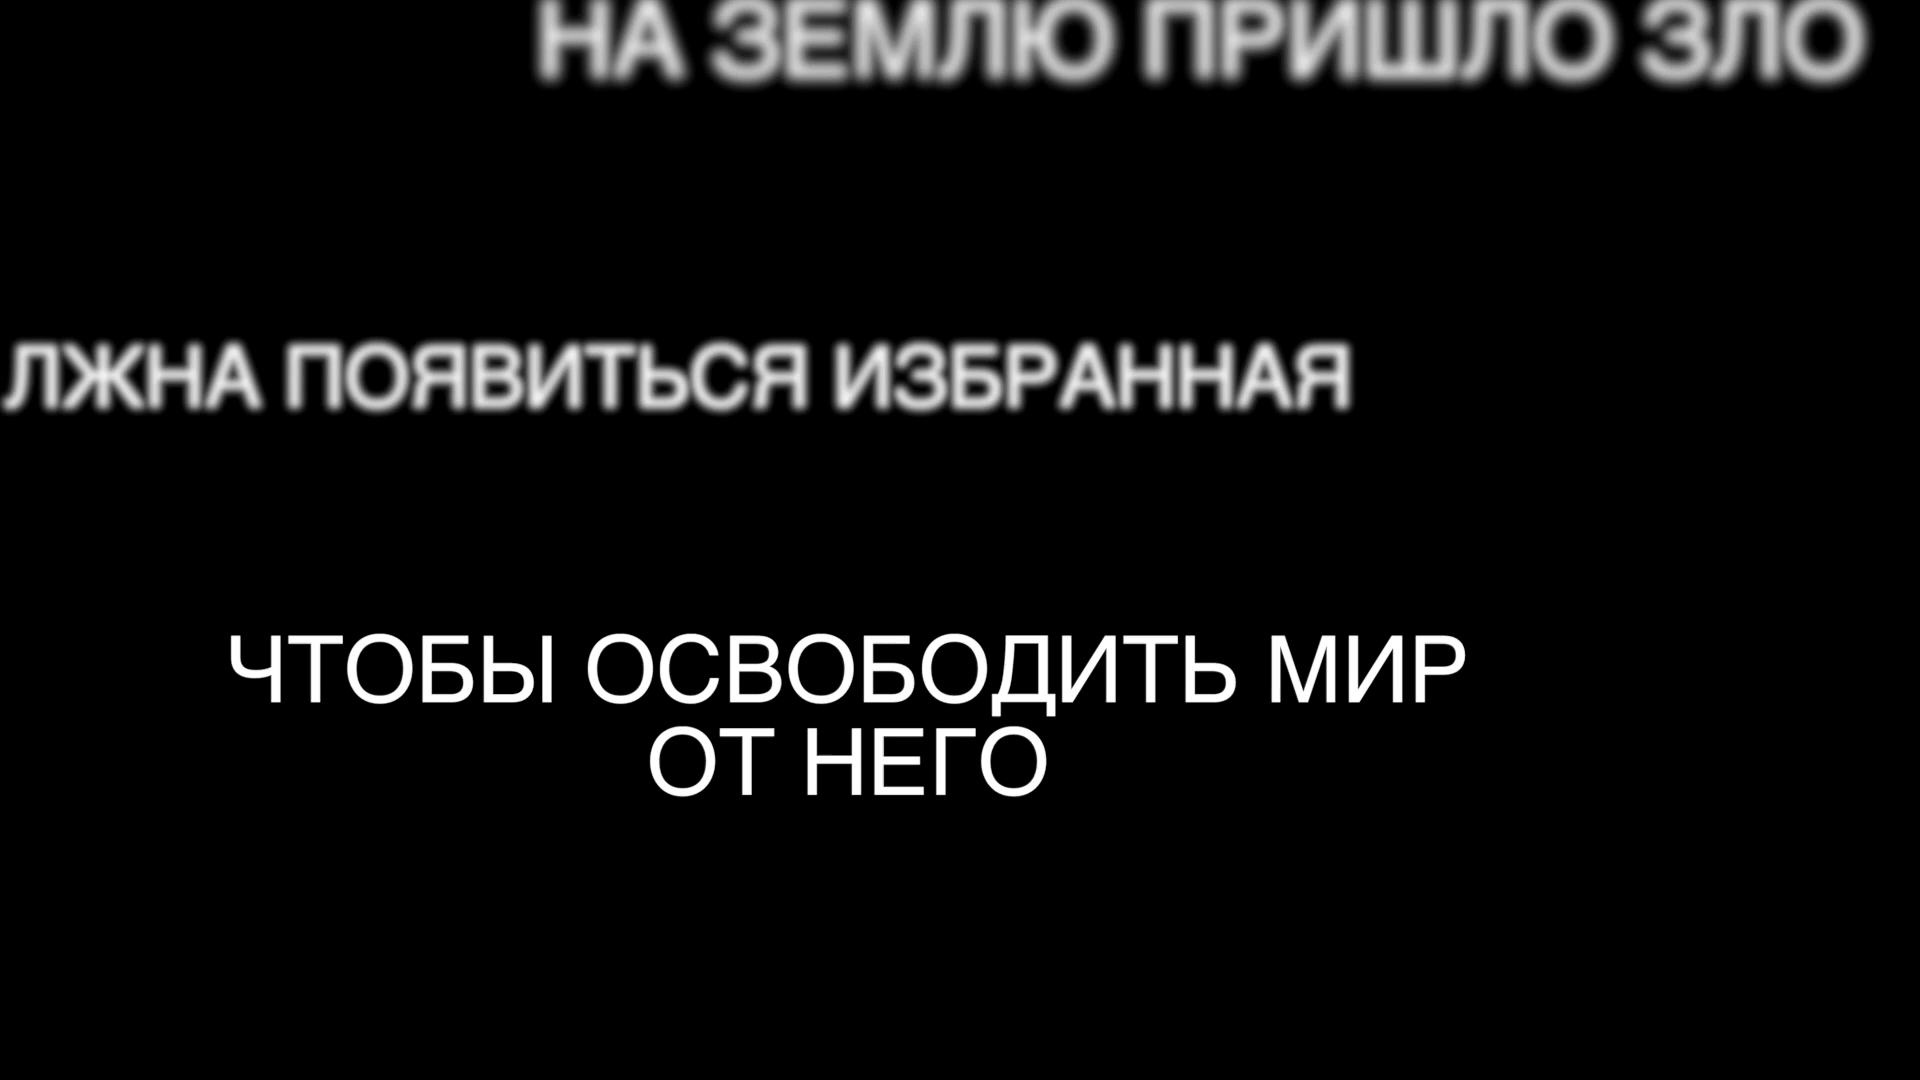 НА ЗЕМЛЮ ПРИШЛО ЗЛО
ЛЖНА ПОЯВИТЬСЯ ИЗБРАННАЯ
ЧТОБЫ ОСВОБОДИТЬ МИР
ОТ НЕГО